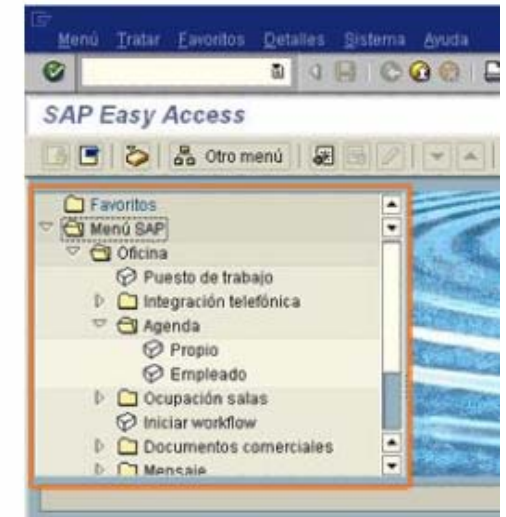 Menú Tratar Favoritos Detalles Sistema Ayuda
SAP Easy Access
Otro menú
Favoritos
Menú SAP
Oficina
Puesto de trabajo
Integración telefónica
Agenda
Propio
Empleado
Ocupación salas
Iniciar workflow
Documentos comerciales
Mensaje